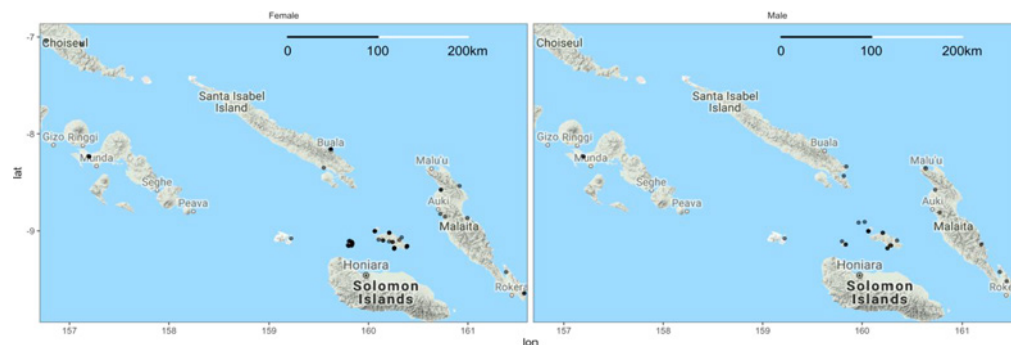 Female
Male
-7
Choiseul
0 100 200km
Choiseul
0 100 200km
Santa Isabel
Island
Santa Isabel
Island
-8
Gizo Ringgi
Buala
Gizo Ringgi
Buala
Munda
Malu'u
Munda
Malu'u
Seghe
Seghe
Auki
Auki
Peava
Malaita
Peava
Malaita
-9
Honiara
Honiara
Solomon
Islands
Solomon
Islands
Rokera
Roke
lat
157 158 159 160 161
157 158 159 160 161
lon